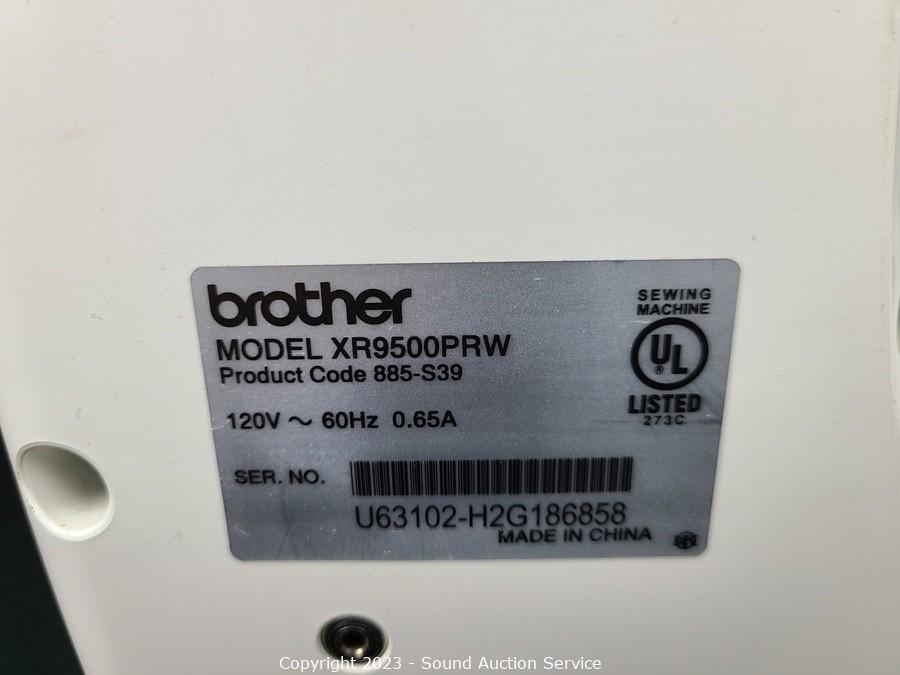 brother
MODEL XR9500PRW
Product Code 885-S39
120V ~ 60Hz 0.65A
SER. NO.
U63102-H2G186858
MADE IN CHINA
SEWING
MACHINE
UL
®
LISTED
273C
Copyright 2023 - Sound Auction Service